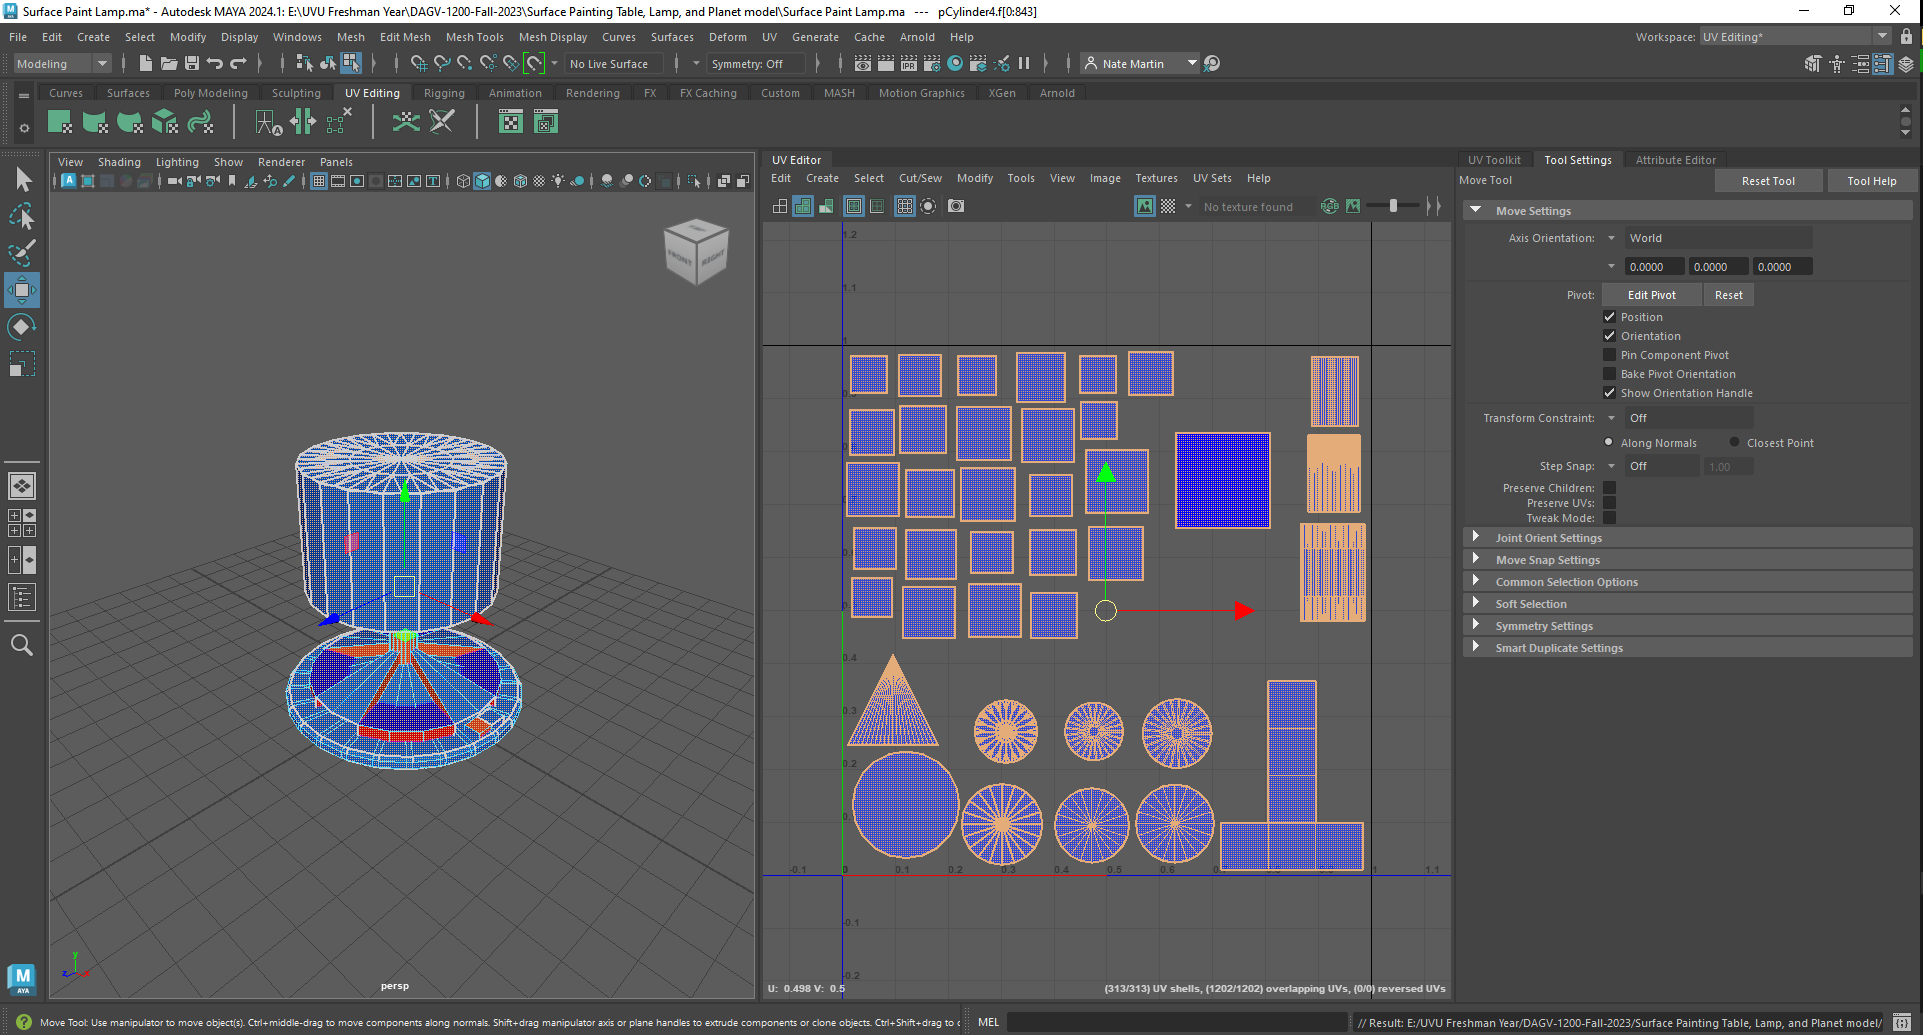 Surface Paint Lamp.ma* - Autodesk MAYA 2024.1: E:\UVU Freshman Year\DAGV-1200-Fall-2023\Surface Painting Table, Lamp, and Planet model\Surface Paint Lamp.ma --- pCylinder4.f[0:843]
File Edit Create Select Modify Display Windows Mesh Edit Mesh Mesh Tools Mesh Display Curves Surfaces Deform UV Generate Cache Arnold Help
Workspace: UV Editing*
Modeling No Live Surface Symmetry: Off Nate Martin
Curves Surfaces Poly Modeling Sculpting UV Editing Rigging Animation Rendering FX FX Caching Custom MASH Motion Graphics XGen Arnold
View Shading Lighting Show Renderer Panels
FRONT RIGHT
persp
y
z
UV Editor
Edit Create Select Cut/Sew Modify Tools View Image Textures UV Sets Help
No texture found
1.2
1.1
1
0.4
0.3
0.2
-0.1 0 0.1 0.2 0.3 0.4 0.5 0.6 1 1.1
-0.1
-0.2
U: 0.498 V: 0.5
(313/313) UV shells, (1202/1202) overlapping UVs, (0/0) reversed UVs
UV Toolkit Tool Settings Attribute Editor
Move Tool Reset Tool Tool Help
Move Settings
Axis Orientation: World
0.0000 0.0000 0.0000
Pivot: Edit Pivot Reset
Position
Orientation
Pin Component Pivot
Bake Pivot Orientation
Show Orientation Handle
Transform Constraint: Off
Along Normals Closest Point
Step Snap: Off 1.00
Preserve Children:
Preserve UVs:
Tweak Mode:
Joint Orient Settings
Move Snap Settings
Common Selection Options
Soft Selection
Symmetry Settings
Smart Duplicate Settings
M
AYA
Move Tool: Use manipulator to move object(s). Ctrl+middle-drag to move components along normals. Shift+drag manipulator axis or plane handles to extrude components or clone objects. Ctrl+Shift+drag to c
MEL
// Result: E:/UVU Freshman Year/DAGV-1200-Fall-2023/Surface Painting Table, Lamp, and Planet model/